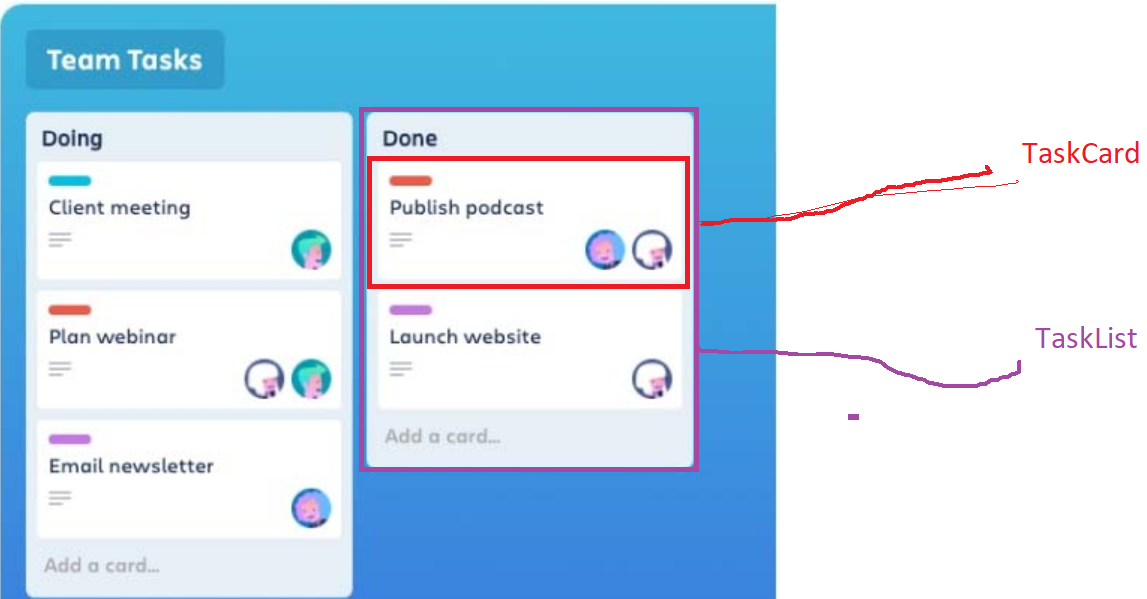 Team Tasks
Doing
Client meeting
Plan webinar
Email newsletter
Add a card...
Done
Publish podcast
Launch website
Add a card...
TaskCard
TaskList